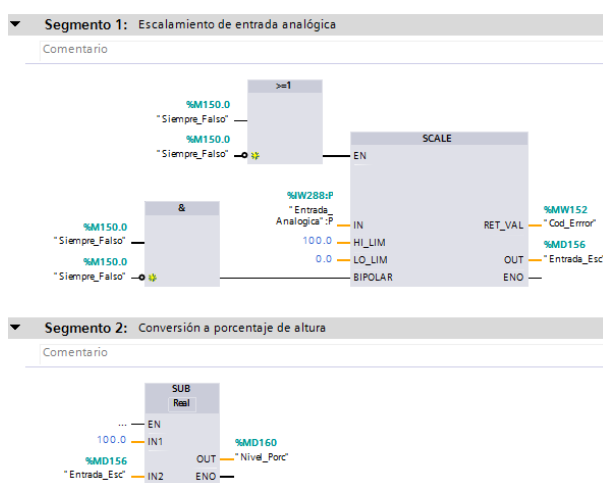 Segmento 1: Escalamiento de entrada analógica
Comentario
>=1
%M150.0
"Siempre_Falso"
%M150.0
"Siempre_Falso"
SCALE
EN
%IW288:P
"Entrada_
Analogica":P
IN
100.0 HI_LIM
0.0 LO_LIM
BIPOLAR
%MW152
RET_VAL "Cod_Errror"
%MD156
OUT "Entrada_Esc"
ENO
&
%M150.0
"Siempre_Falso"
%M150.0
"Siempre_Falso"
Segmento 2: Conversión a porcentaje de altura
Comentario
SUB
Real
... EN
100.0 IN1
%MD156
"Entrada_Esc" IN2
%MD160
OUT "Nivel_Porc"
ENO